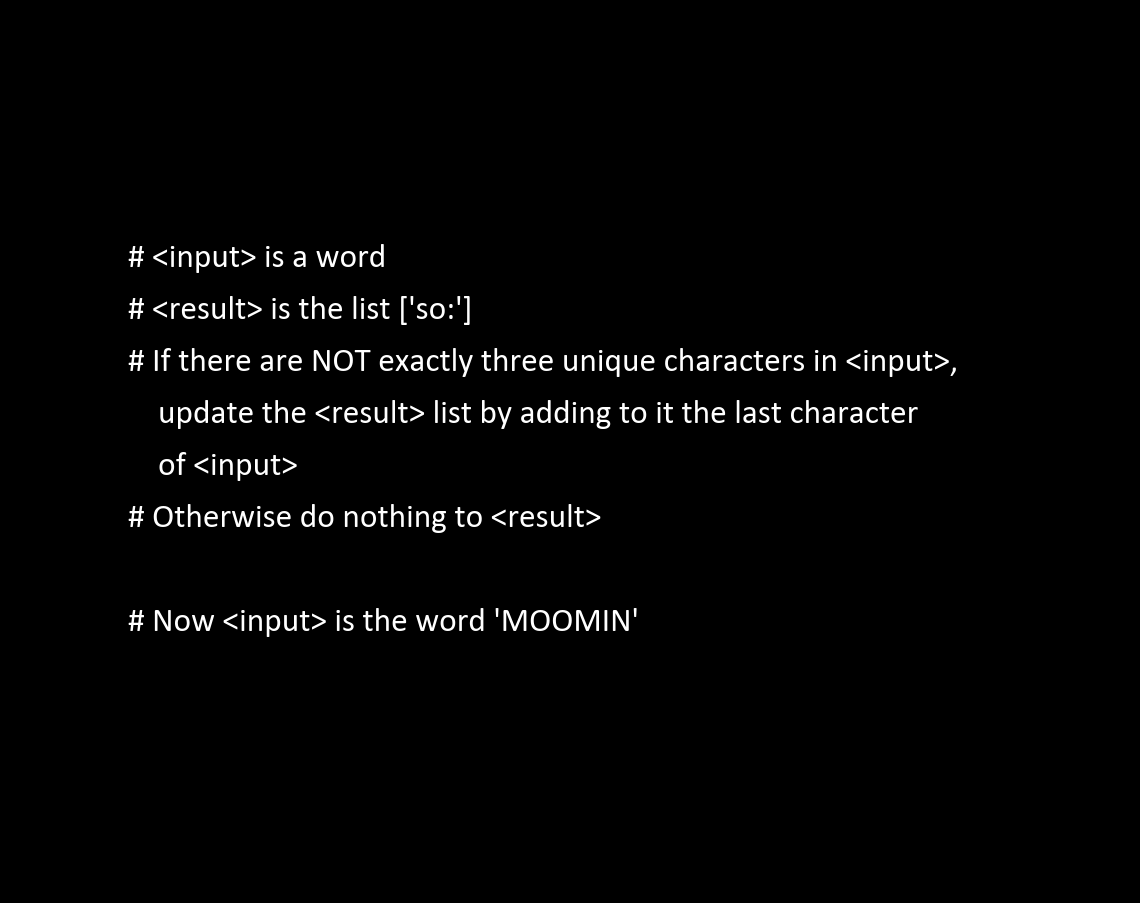 # <input> is a word
# <result> is the list ['so:']
# If there are NOT exactly three unique characters in <input>,
update the <result> list by adding to it the last character
of <input>
# Otherwise do nothing to <result>
# Now <input> is the word 'MOOMIN'